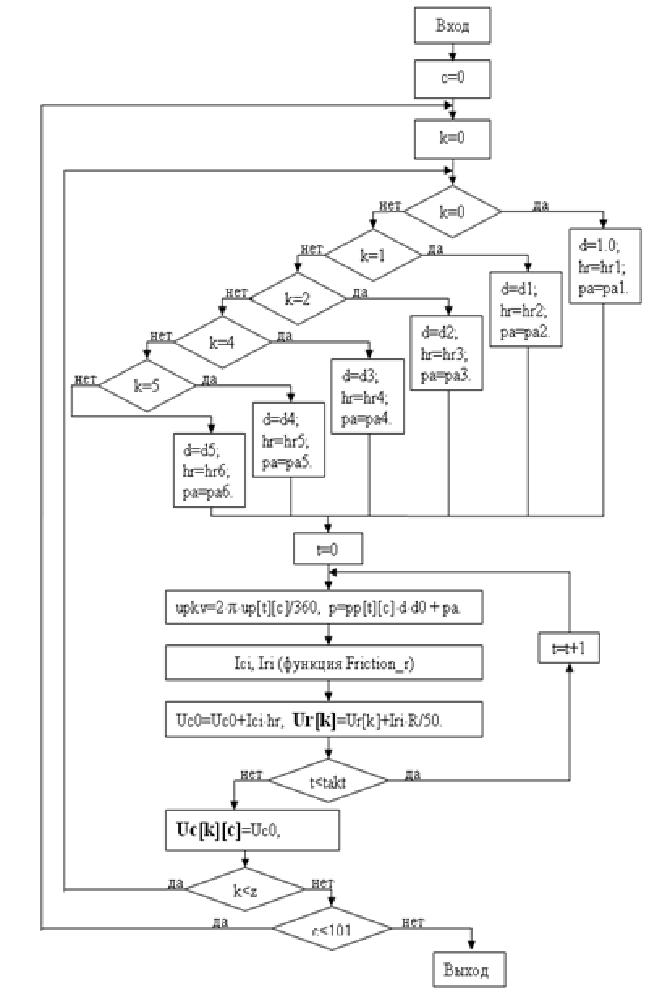 Вход
c=0
k=0
k=0
нет
да
d=1.0;
hr=hr1;
pa=pa1.
k=1
нет
да
d=d1;
hr=hr2;
pa=pa2.
k=2
нет
да
d=d2;
hr=hr3;
pa=pa3.
k=4
нет
да
d=d3;
hr=hr4;
pa=pa4.
k=5
нет
да
d=d4;
hr=hr5;
pa=pa5.
d=d5;
hr=hr6;
pa=pa6.
t=0
upkv=2·π·up[t][c]/360, p=pp[t][c]·d·d0+pa.
t=t+1
Ici, Iri (функция Friction_r)
Uc0=Uc0+Ici·hr, Ur[k]=Ur[k]+Iri·R/50.
t<takt
нет
да
Uc[k][c]=Uc0,
k<z
да
нет
c<101
да
нет
Выход